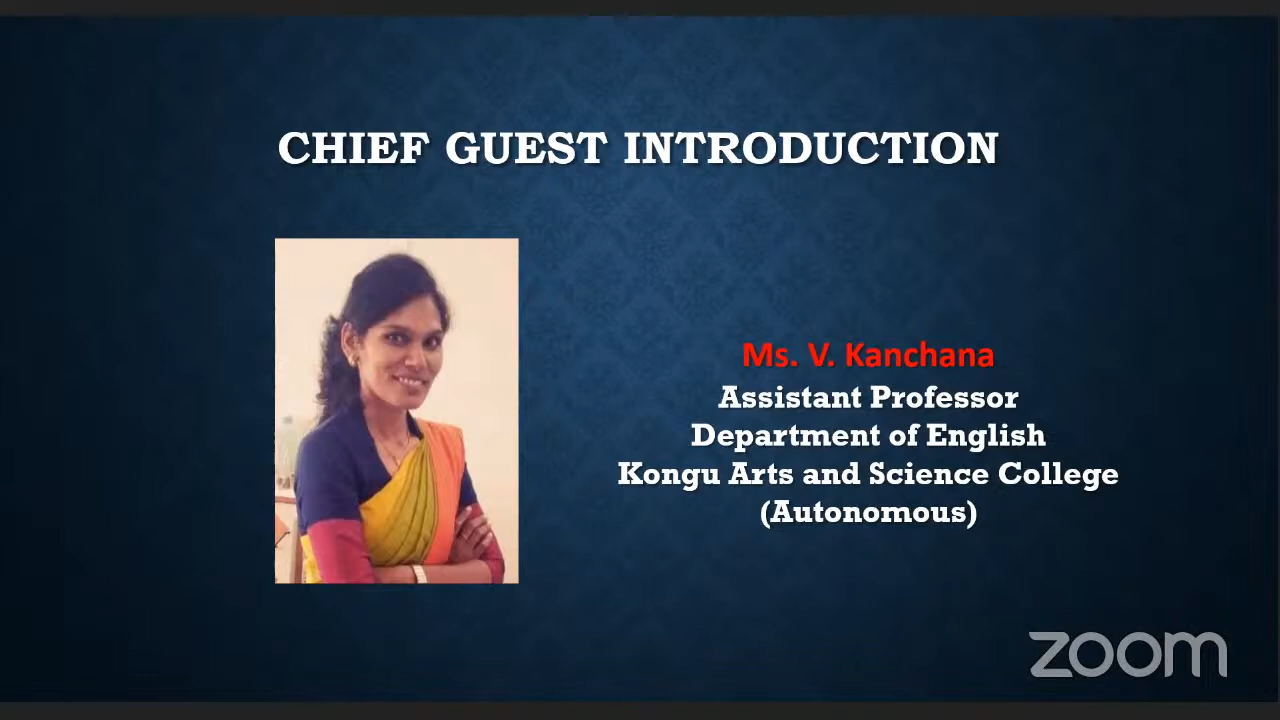 CHIEF GUEST INTRODUCTION
Ms. V. Kanchana
Assistant Professor
Department of English
Kongu Arts and Science College
(Autonomous)
zoom